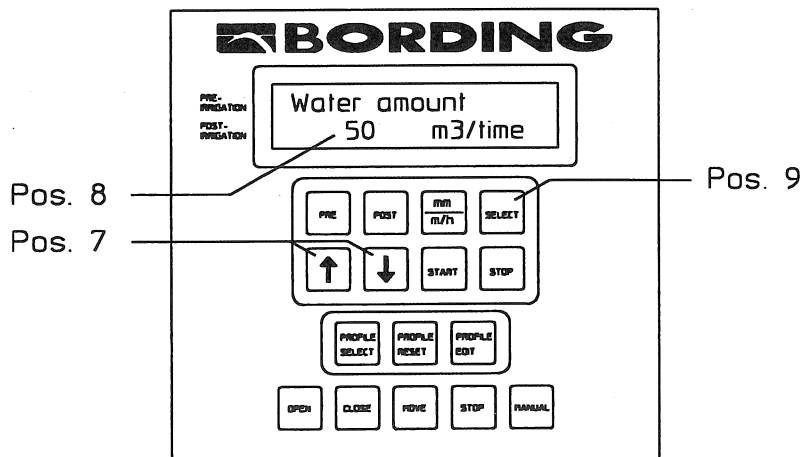 BORDING
PRE-
IRRIGATION
POST-
IRRIGATION
Water amount
50 m3/time
Pos. 8
Pos. 9
Pos. 7
PRE
POST
mm
m/h
SELECT
↑
↓
START
STOP
PROFILE
SELECT
PROFILE
RESET
PROFILE
EDIT
OPEN
CLOSE
MOVE
STOP
MANUAL